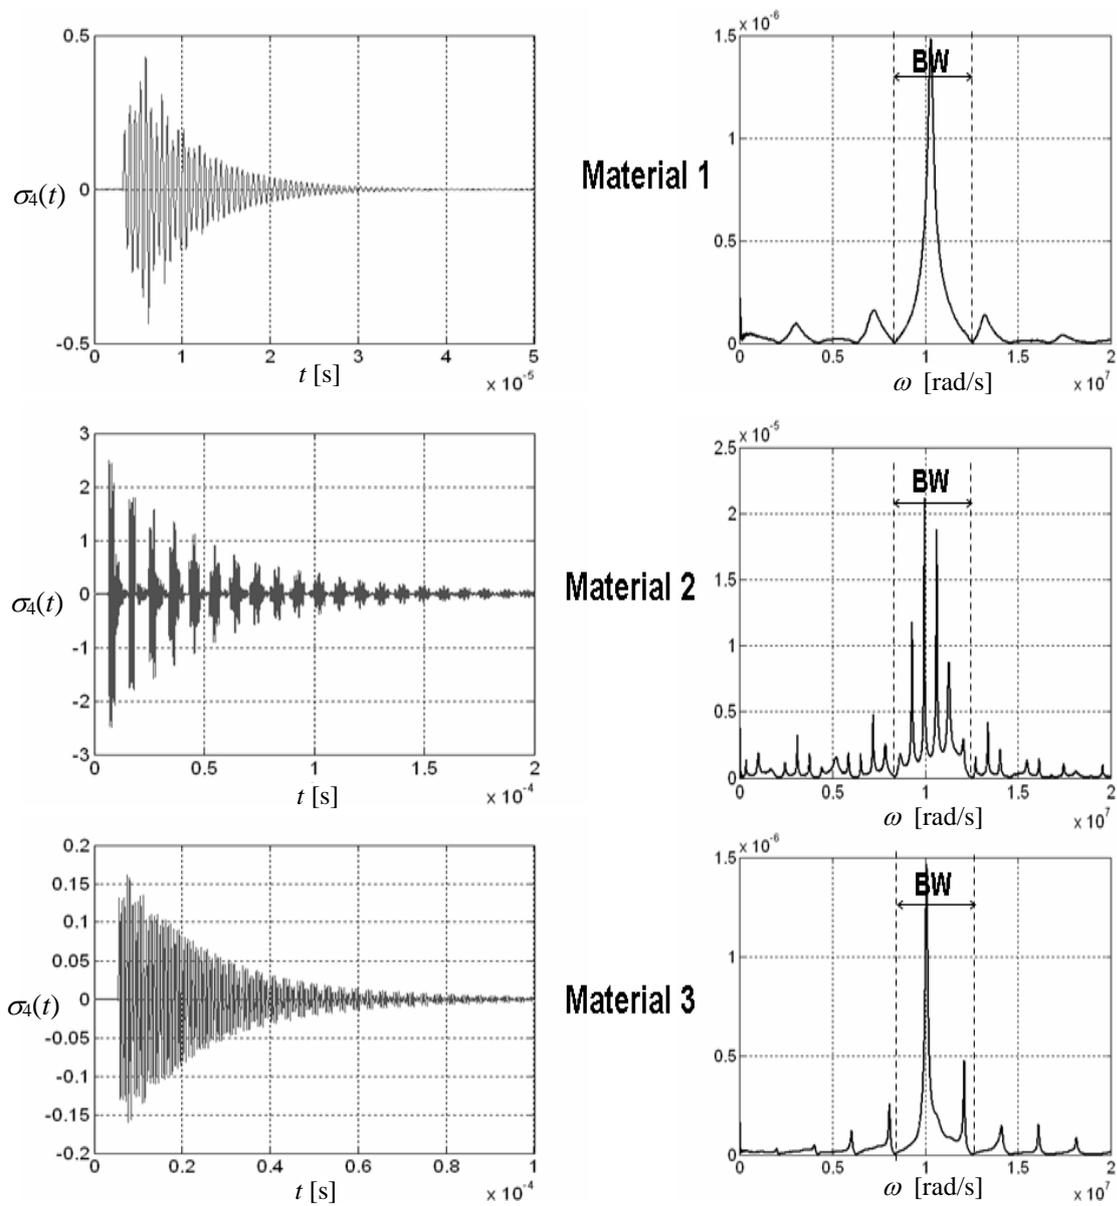 0.5
0
-0.5
σ4(t)
0 1 2 3 4 5
t [s]
x 10-5
Material 1
x 10-6
1.5
1
0.5
0
BW
0 0.5 1 1.5 2
ω [rad/s]
x 107
3
2
1
0
-1
-2
-3
σ4(t)
0 0.5 1 1.5 2
t [s]
x 10-4
Material 2
x 10-5
2.5
2
1.5
1
0.5
0
BW
0 0.5 1 1.5 2
ω [rad/s]
x 107
0.2
0.15
0.1
0.05
0
-0.05
-0.1
-0.15
-0.2
σ4(t)
0 0.2 0.4 0.6 0.8 1
t [s]
x 10-4
Material 3
x 10-6
1.5
1
0.5
0
BW
0 0.5 1 1.5 2
ω [rad/s]
x 107